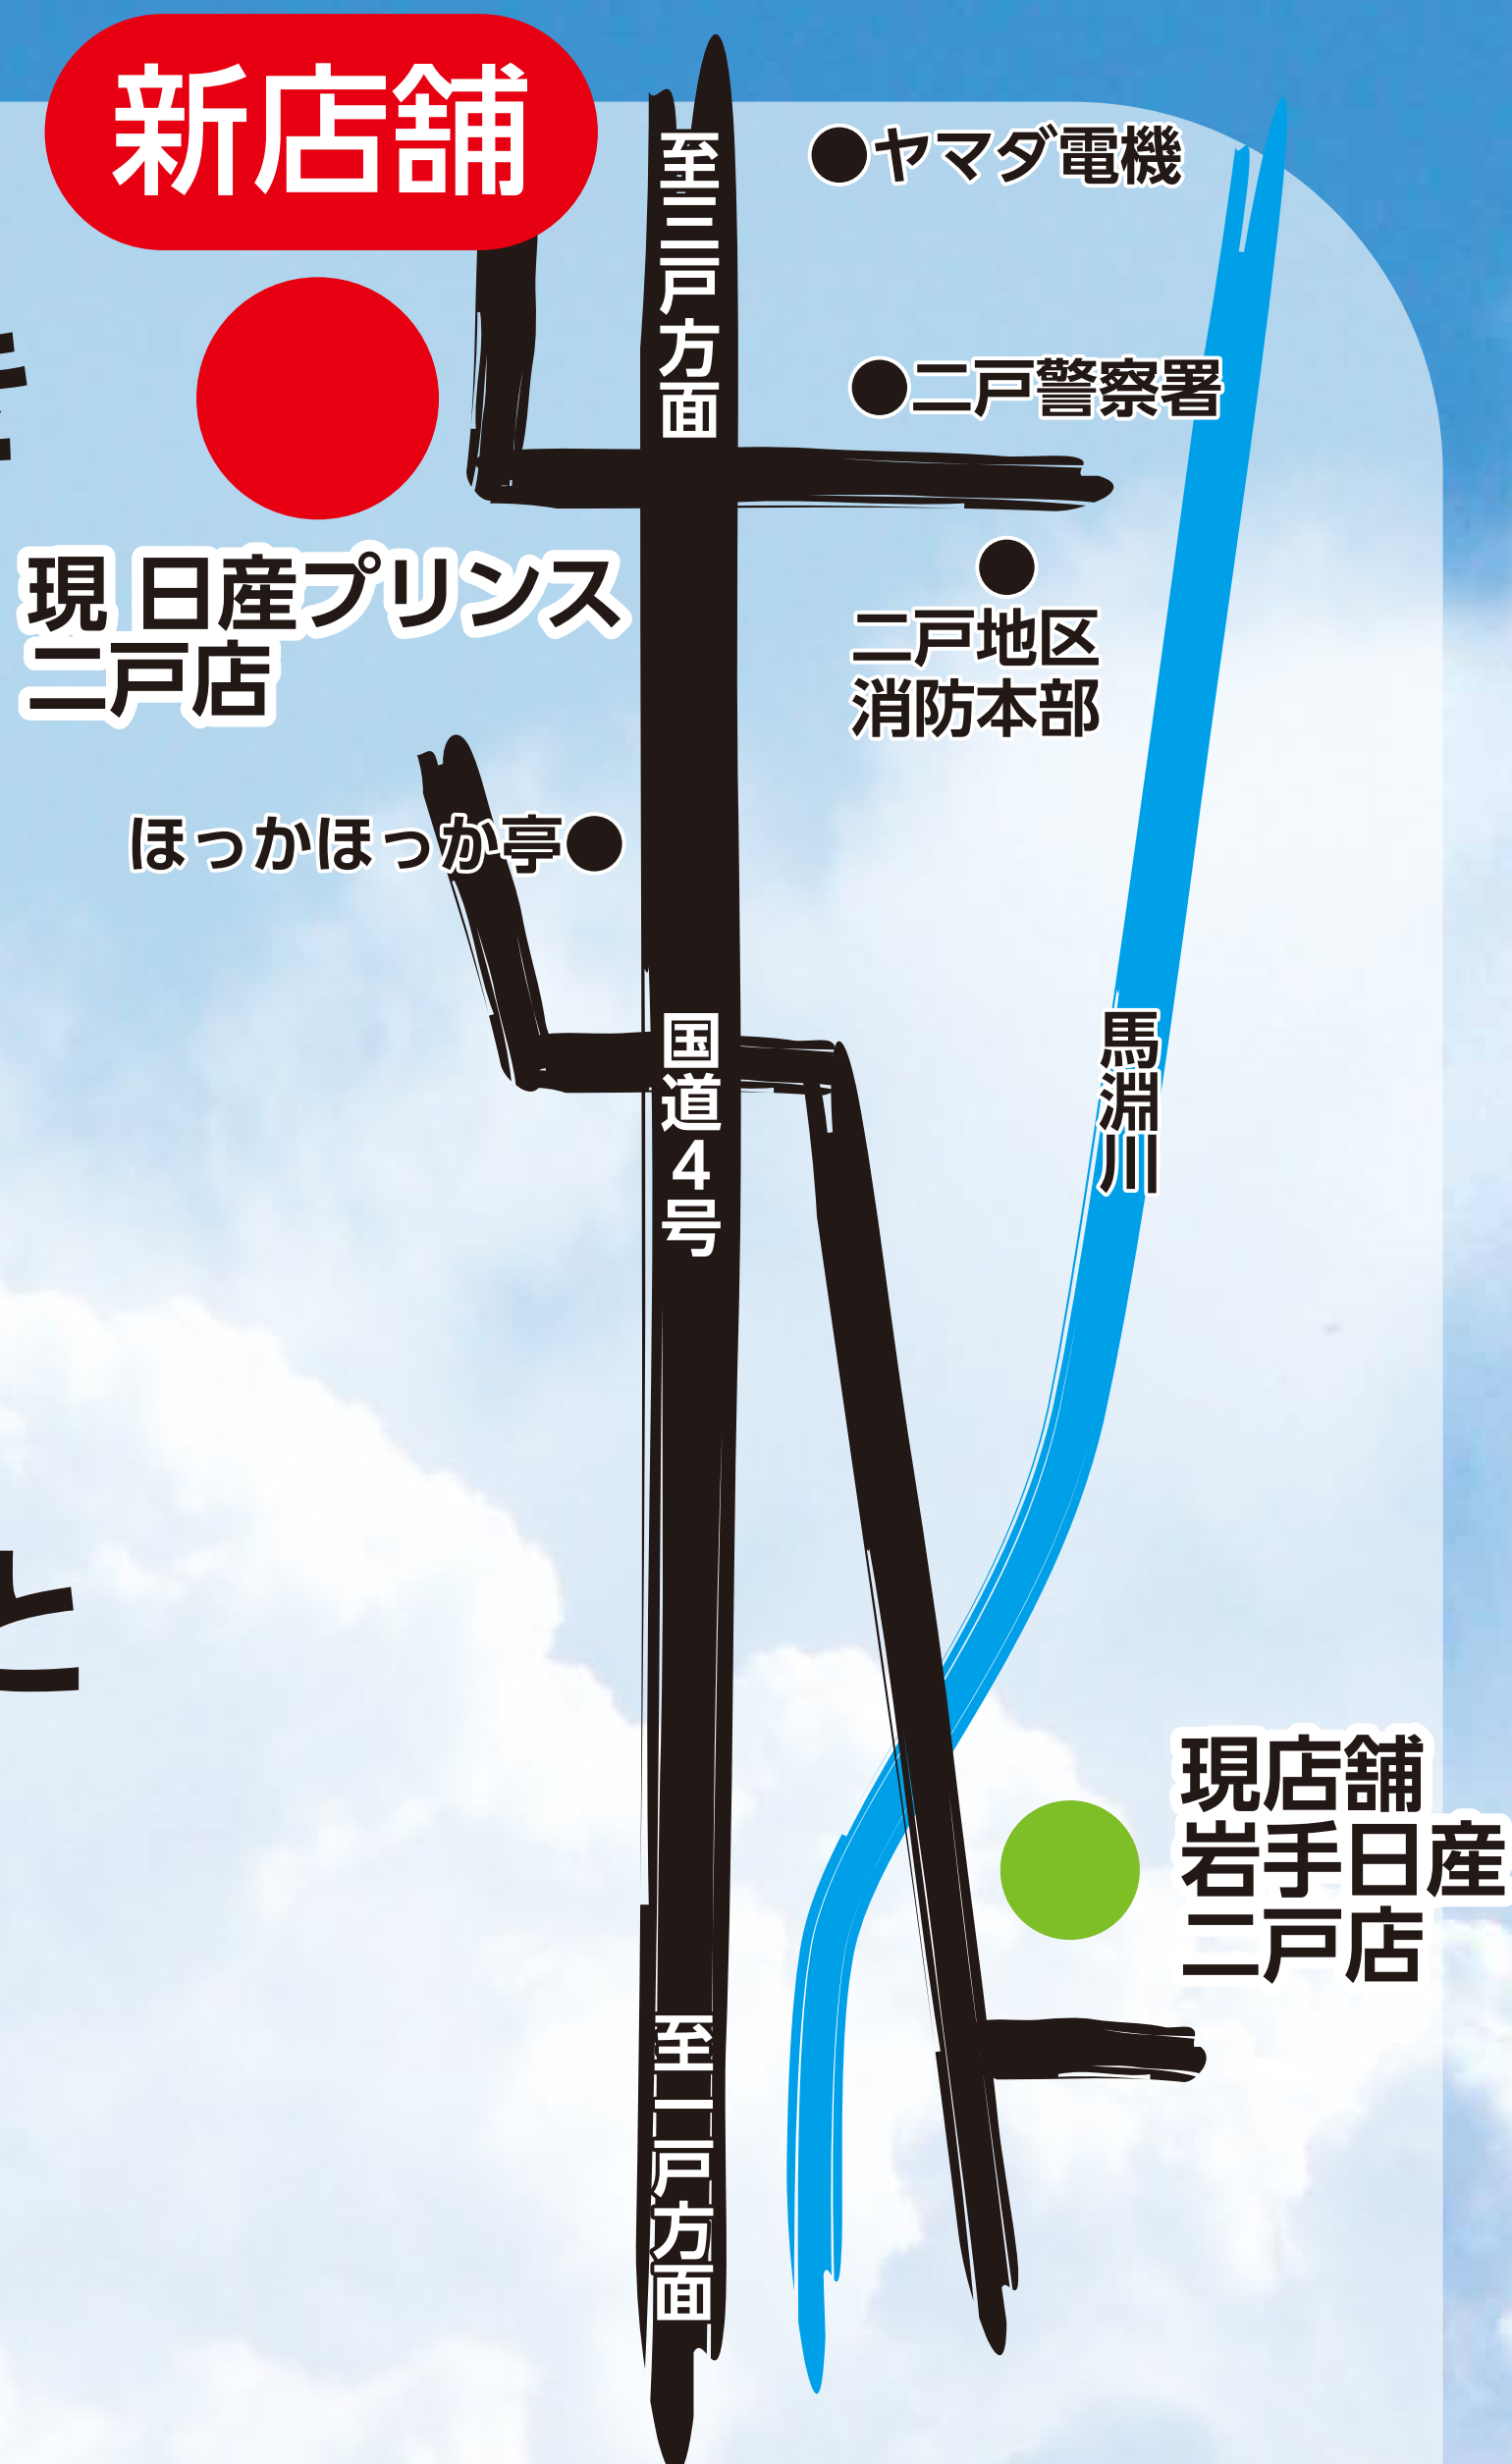 新店舗
至三戸方面
●ヤマダ電機
●二戸警察署
現 日産プリンス
二戸店
●
二戸地区
消防本部
ほっかほっか亭●
国道4号
馬淵川
現店舗
岩手日産
二戸店
と
至一戸方面